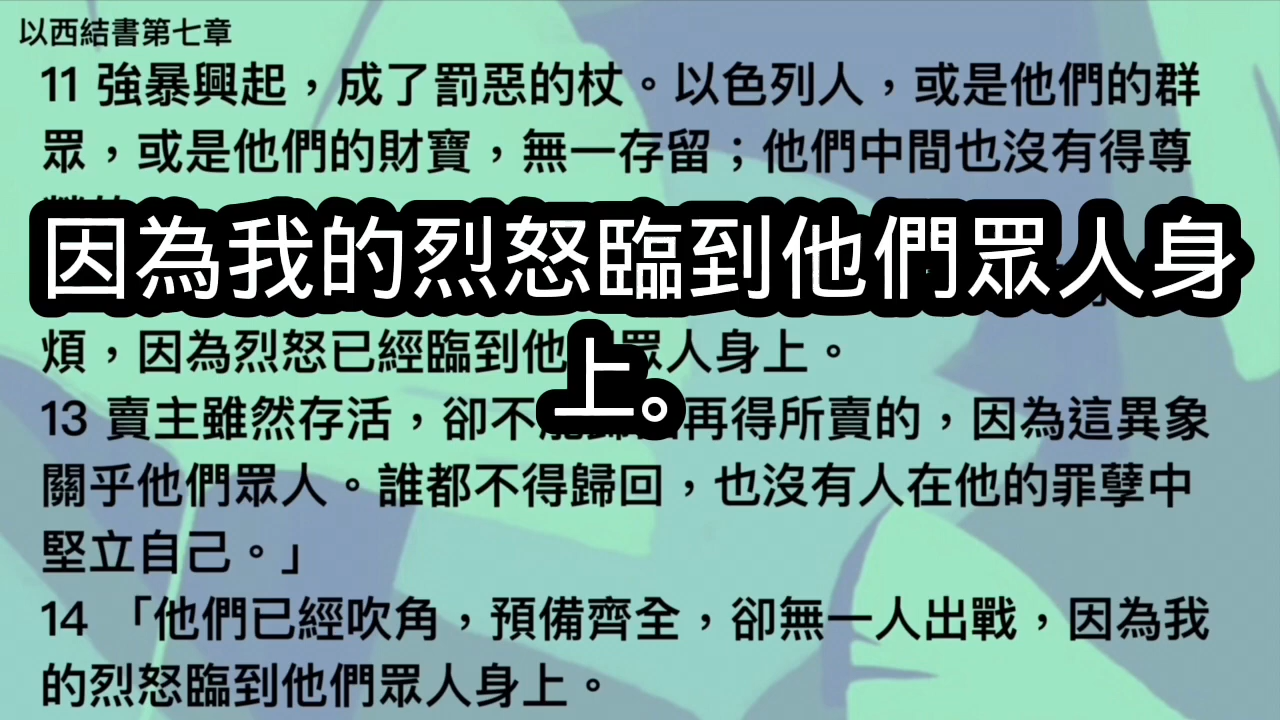 以西結書第七章
11 強暴興起，成了罰惡的杖。以色列人，或是他們的群
眾，或是他們的財寶，無一存留；他們中間也沒有得尊
因為我的烈怒臨到他們眾人身
上。
煩，因為烈怒已經臨到他 眾人身上。
13 賣主雖然存活，卻不 再得所賣的，因為這異象
關乎他們眾人。誰都不得歸回，也沒有人在他的罪孽中
堅立自己。」
14 「他們已經吹角，預備齊全，卻無一人出戰，因為我
的烈怒臨到他們眾人身上。